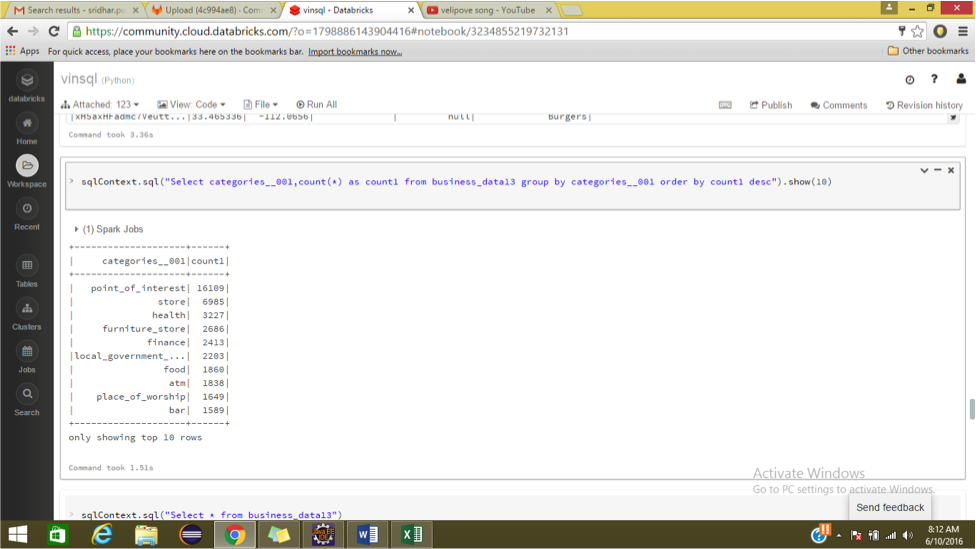 Search results - sridhar.pu
Upload (4c994ae8) · Com
vinsql - Databricks
velipove song - YouTube
https://community.cloud.databricks.com/?o=1798886143904416#notebook/3234855219732131
Apps For quick access, place your bookmarks here on the bookmarks bar. Import bookmarks now... Other bookmarks
databricks
Home
Workspace
Recent
Tables
Clusters
Jobs
Search
vinsql (Python)
Attached: 123 View: Code File Run All Publish Comments Revision history
33.465336| -112.0656| | null| Burgers|
Command took 3.36s
> sqlContext.sql("Select categories__001,count(*) as count1 from business_data13 group by categories__001 order by count1 desc").show(10)
(1) Spark Jobs
+--------------------+------+
| categories__001|count1|
+--------------------+------+
| point_of_interest| 16109|
| store| 6985|
| health| 3227|
| furniture_store| 2686|
| finance| 2413|
|local_government_...| 2203|
| food| 1860|
| atm| 1838|
| place_of_worship| 1649|
| bar| 1589|
+--------------------+------+
only showing top 10 rows
Command took 1.51s
> sqlContext.sql("Select * from business_data13")
Activate Windows
Go to PC settings to activate Windows.
Send feedback
8:12 AM
6/10/2016